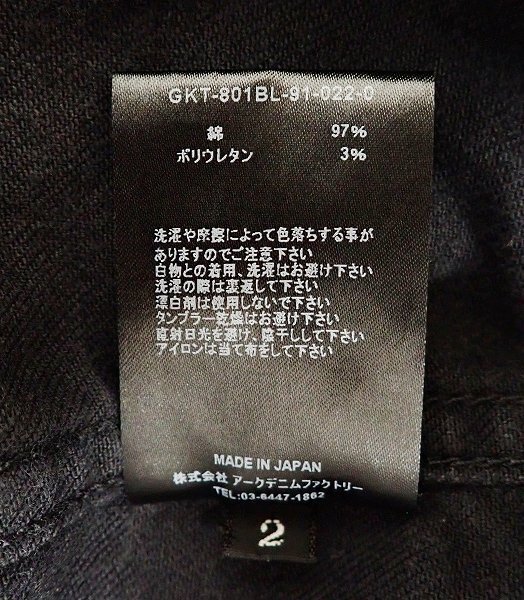 GKT-801BL-91-022-0
綿 97%
ポリウレタン 3%
洗濯や摩擦によって色落ちする事が
ありますのでご注意下さい
白物との着用、洗濯はお避け下さい
洗濯の際は裏返して下さい
漂白剤は使用しないで下さい
タンブラー乾燥はお避け下さい
直射日光を避け、陰干しして下さい
アイロンは当て布をして下さい
MADE IN JAPAN
株式会社 アークデニムファクトリー
TEL:03-6447-1862
2